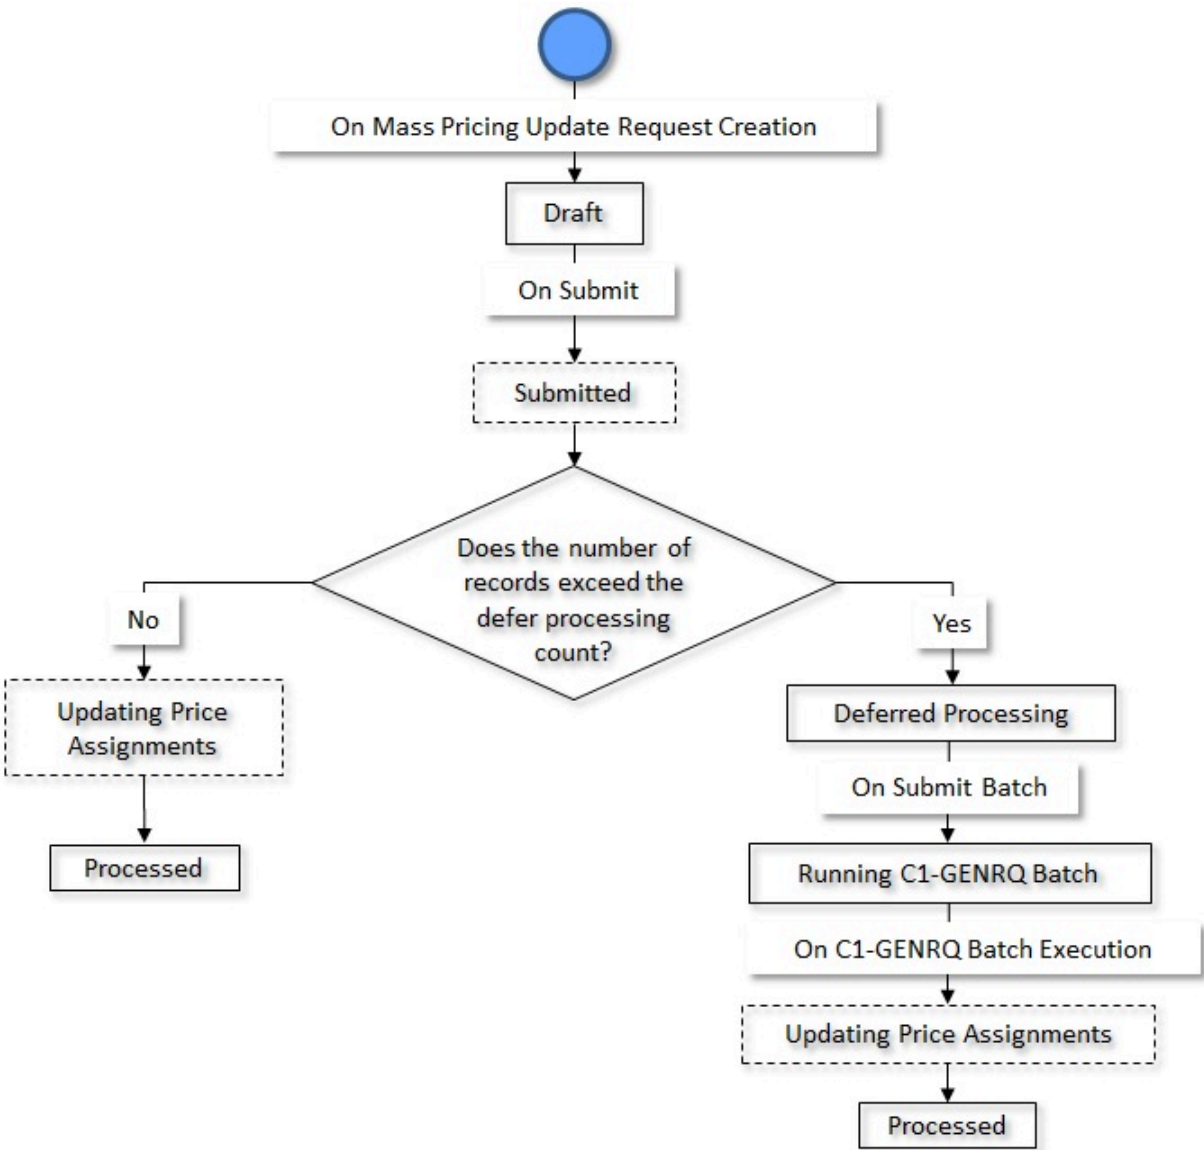 On Mass Pricing Update Request Creation
Draft
On Submit
Submitted
Does the number of
records exceed the
defer processing
count?
No
Updating Price
Assignments
Processed
Yes
Deferred Processing
On Submit Batch
Running C1-GENRQ Batch
On C1-GENRQ Batch Execution
Updating Price Assignments
Processed